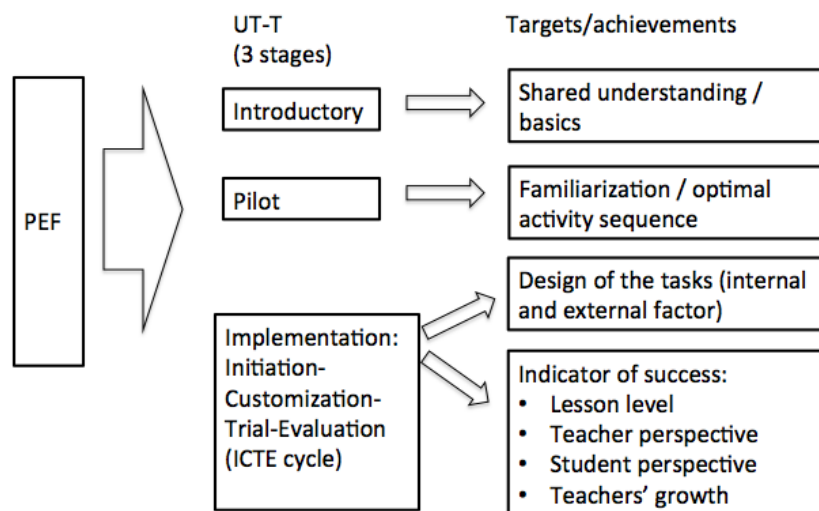 UT-T
(3 stages)
Targets/achievements
PEF
Introductory
Shared understanding /
basics
Pilot
Familiarization / optimal
activity sequence
Implementation:
Initiation-
Customization-
Trial-Evaluation
(ICTE cycle)
Design of the tasks (internal
and external factor)
Indicator of success:
• Lesson level
• Teacher perspective
• Student perspective
• Teachers’ growth